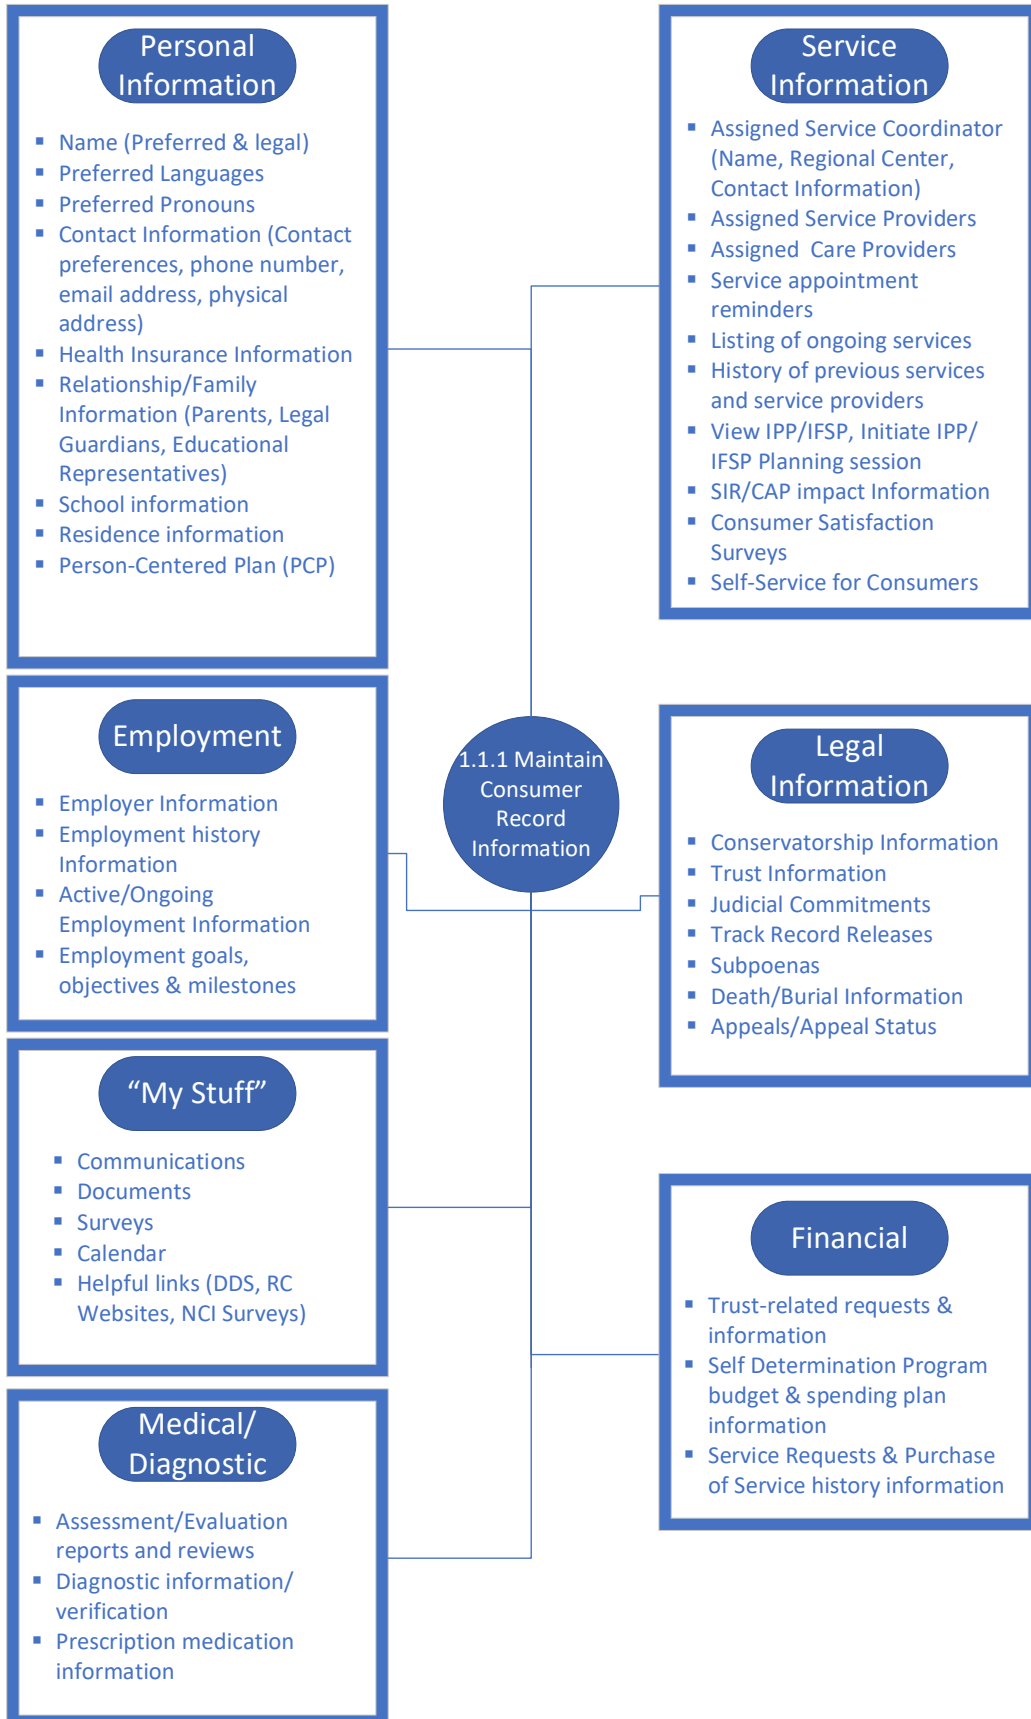 Personal
Information
▪ Name (Preferred & legal)
▪ Preferred Languages
▪ Preferred Pronouns
▪ Contact Information (Contact
preferences, phone number,
email address, physical
address)
▪ Health Insurance Information
▪ Relationship/Family
Information (Parents, Legal
Guardians, Educational
Representatives)
▪ School information
▪ Residence information
▪ Person-Centered Plan (PCP)
Service
Information
▪ Assigned Service Coordinator
(Name, Regional Center,
Contact Information)
▪ Assigned Service Providers
▪ Assigned  Care Providers
▪ Service appointment
reminders
▪ Listing of ongoing services
▪ History of previous services
and service providers
▪ View IPP/IFSP, Initiate IPP/
IFSP Planning session
▪ SIR/CAP impact Information
▪ Consumer Satisfaction
Surveys
▪ Self-Service for Consumers
Employment
▪ Employer Information
▪ Employment history
Information
▪ Active/Ongoing
Employment Information
▪ Employment goals,
objectives & milestones
1.1.1 Maintain
Consumer
Record
Information
Legal
Information
▪ Conservatorship Information
▪ Trust Information
▪ Judicial Commitments
▪ Track Record Releases
▪ Subpoenas
▪ Death/Burial Information
▪ Appeals/Appeal Status
“My Stuff”
▪ Communications
▪ Documents
▪ Surveys
▪ Calendar
▪ Helpful links (DDS, RC
Websites, NCI Surveys)
Financial
▪ Trust-related requests &
information
▪ Self Determination Program
budget & spending plan
information
▪ Service Requests & Purchase
of Service history information
Medical/
Diagnostic
▪ Assessment/Evaluation
reports and reviews
▪ Diagnostic information/
verification
▪ Prescription medication
information